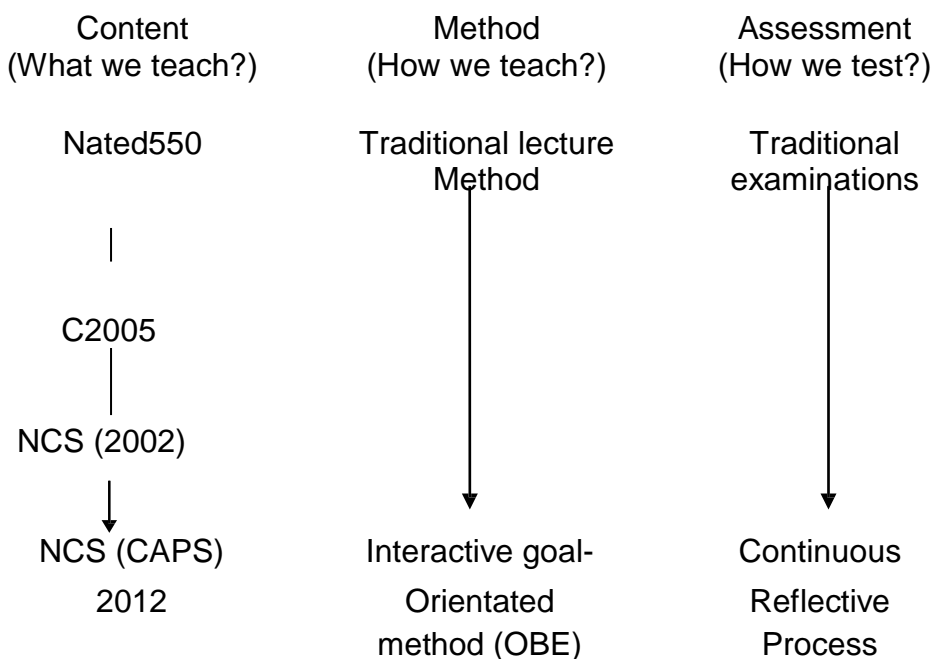 Content
(What we teach?)
Nated550
C2005
NCS (2002)
NCS (CAPS)
2012
Method
(How we teach?)
Traditional lecture
Method
Interactive goal-
Orientated
method (OBE)
Assessment
(How we test?)
Traditional
examinations
Continuous
Reflective
Process